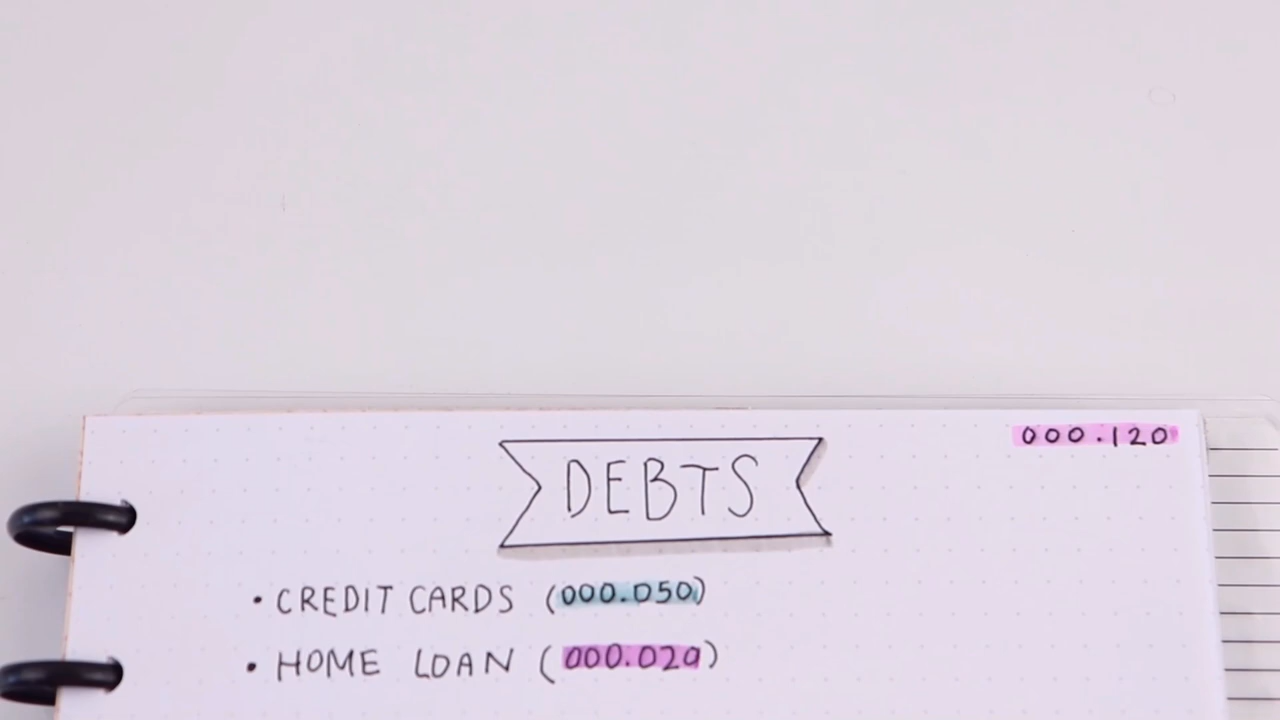 000.120
DEBTS
• CREDIT CARDS (000.050)
• HOME LOAN (000.020)